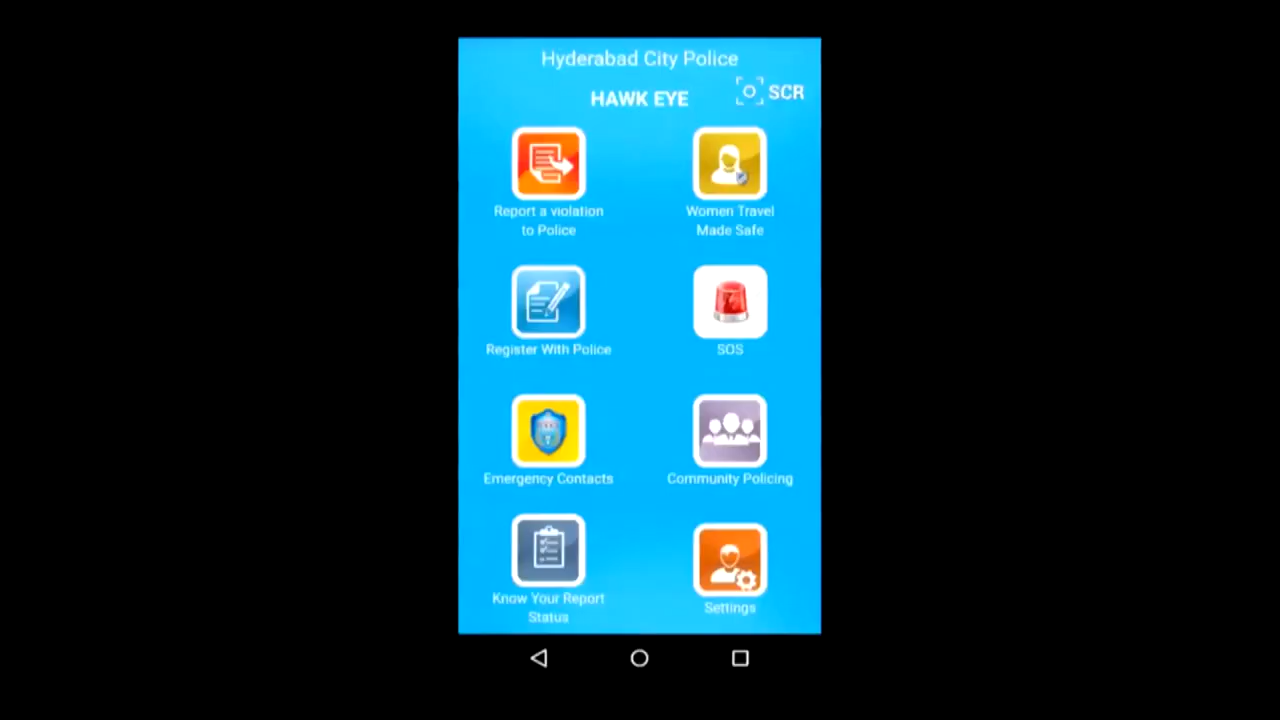 Hyderabad City Police
SCR
HAWK EYE
Report a violation
to Police
Women Travel
Made Safe
Register With Police
SOS
Emergency Contacts
Community Policing
Know Your Report
Status
Settings